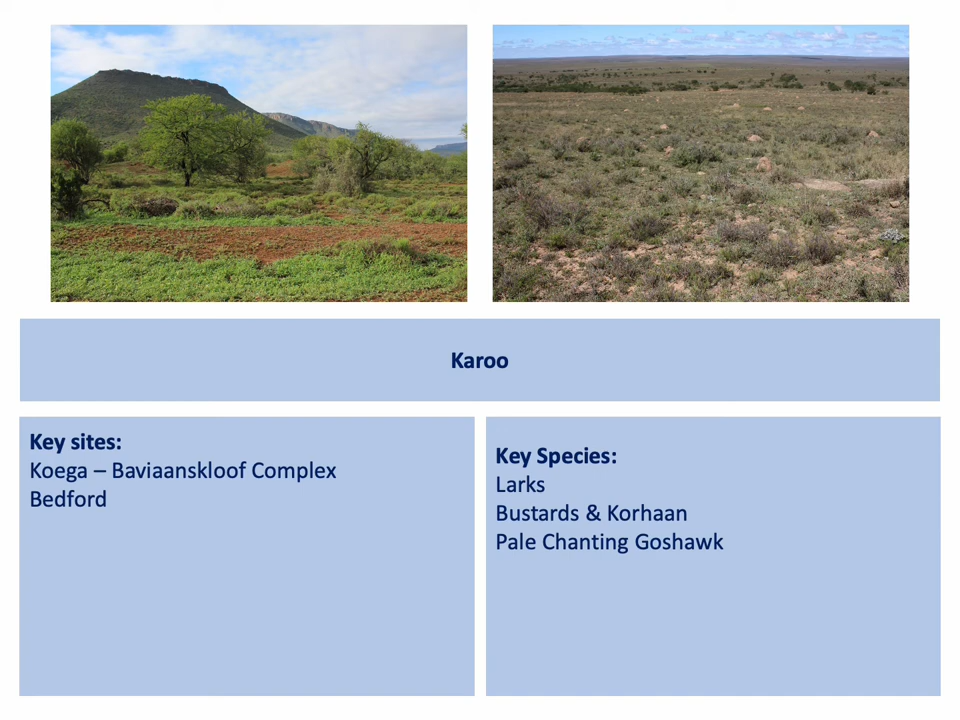 Karoo
Key sites:
Koega – Baviaanskloof Complex
Bedford
Key Species:
Larks
Bustards & Korhaan
Pale Chanting Goshawk